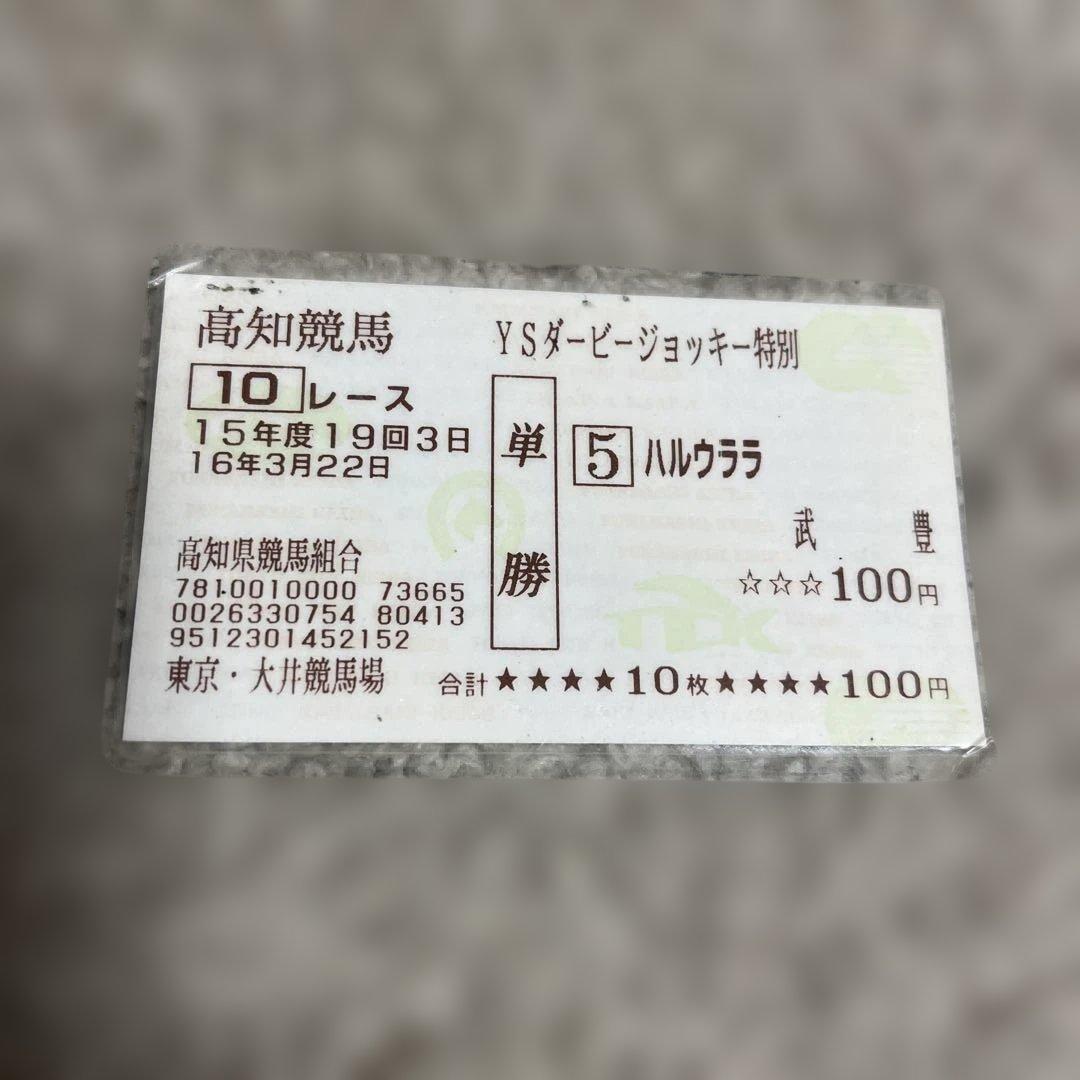 高知競馬
YSダービージョッキー特別
10レース
15年度19回3日
16年3月22日
単勝
5 ハルウララ
武 豊
☆☆☆100円
高知県競馬組合
7810010000 73665
0026330754 80413
9512301452152
東京・大井競馬場
合計★★★★10枚★★★★100円